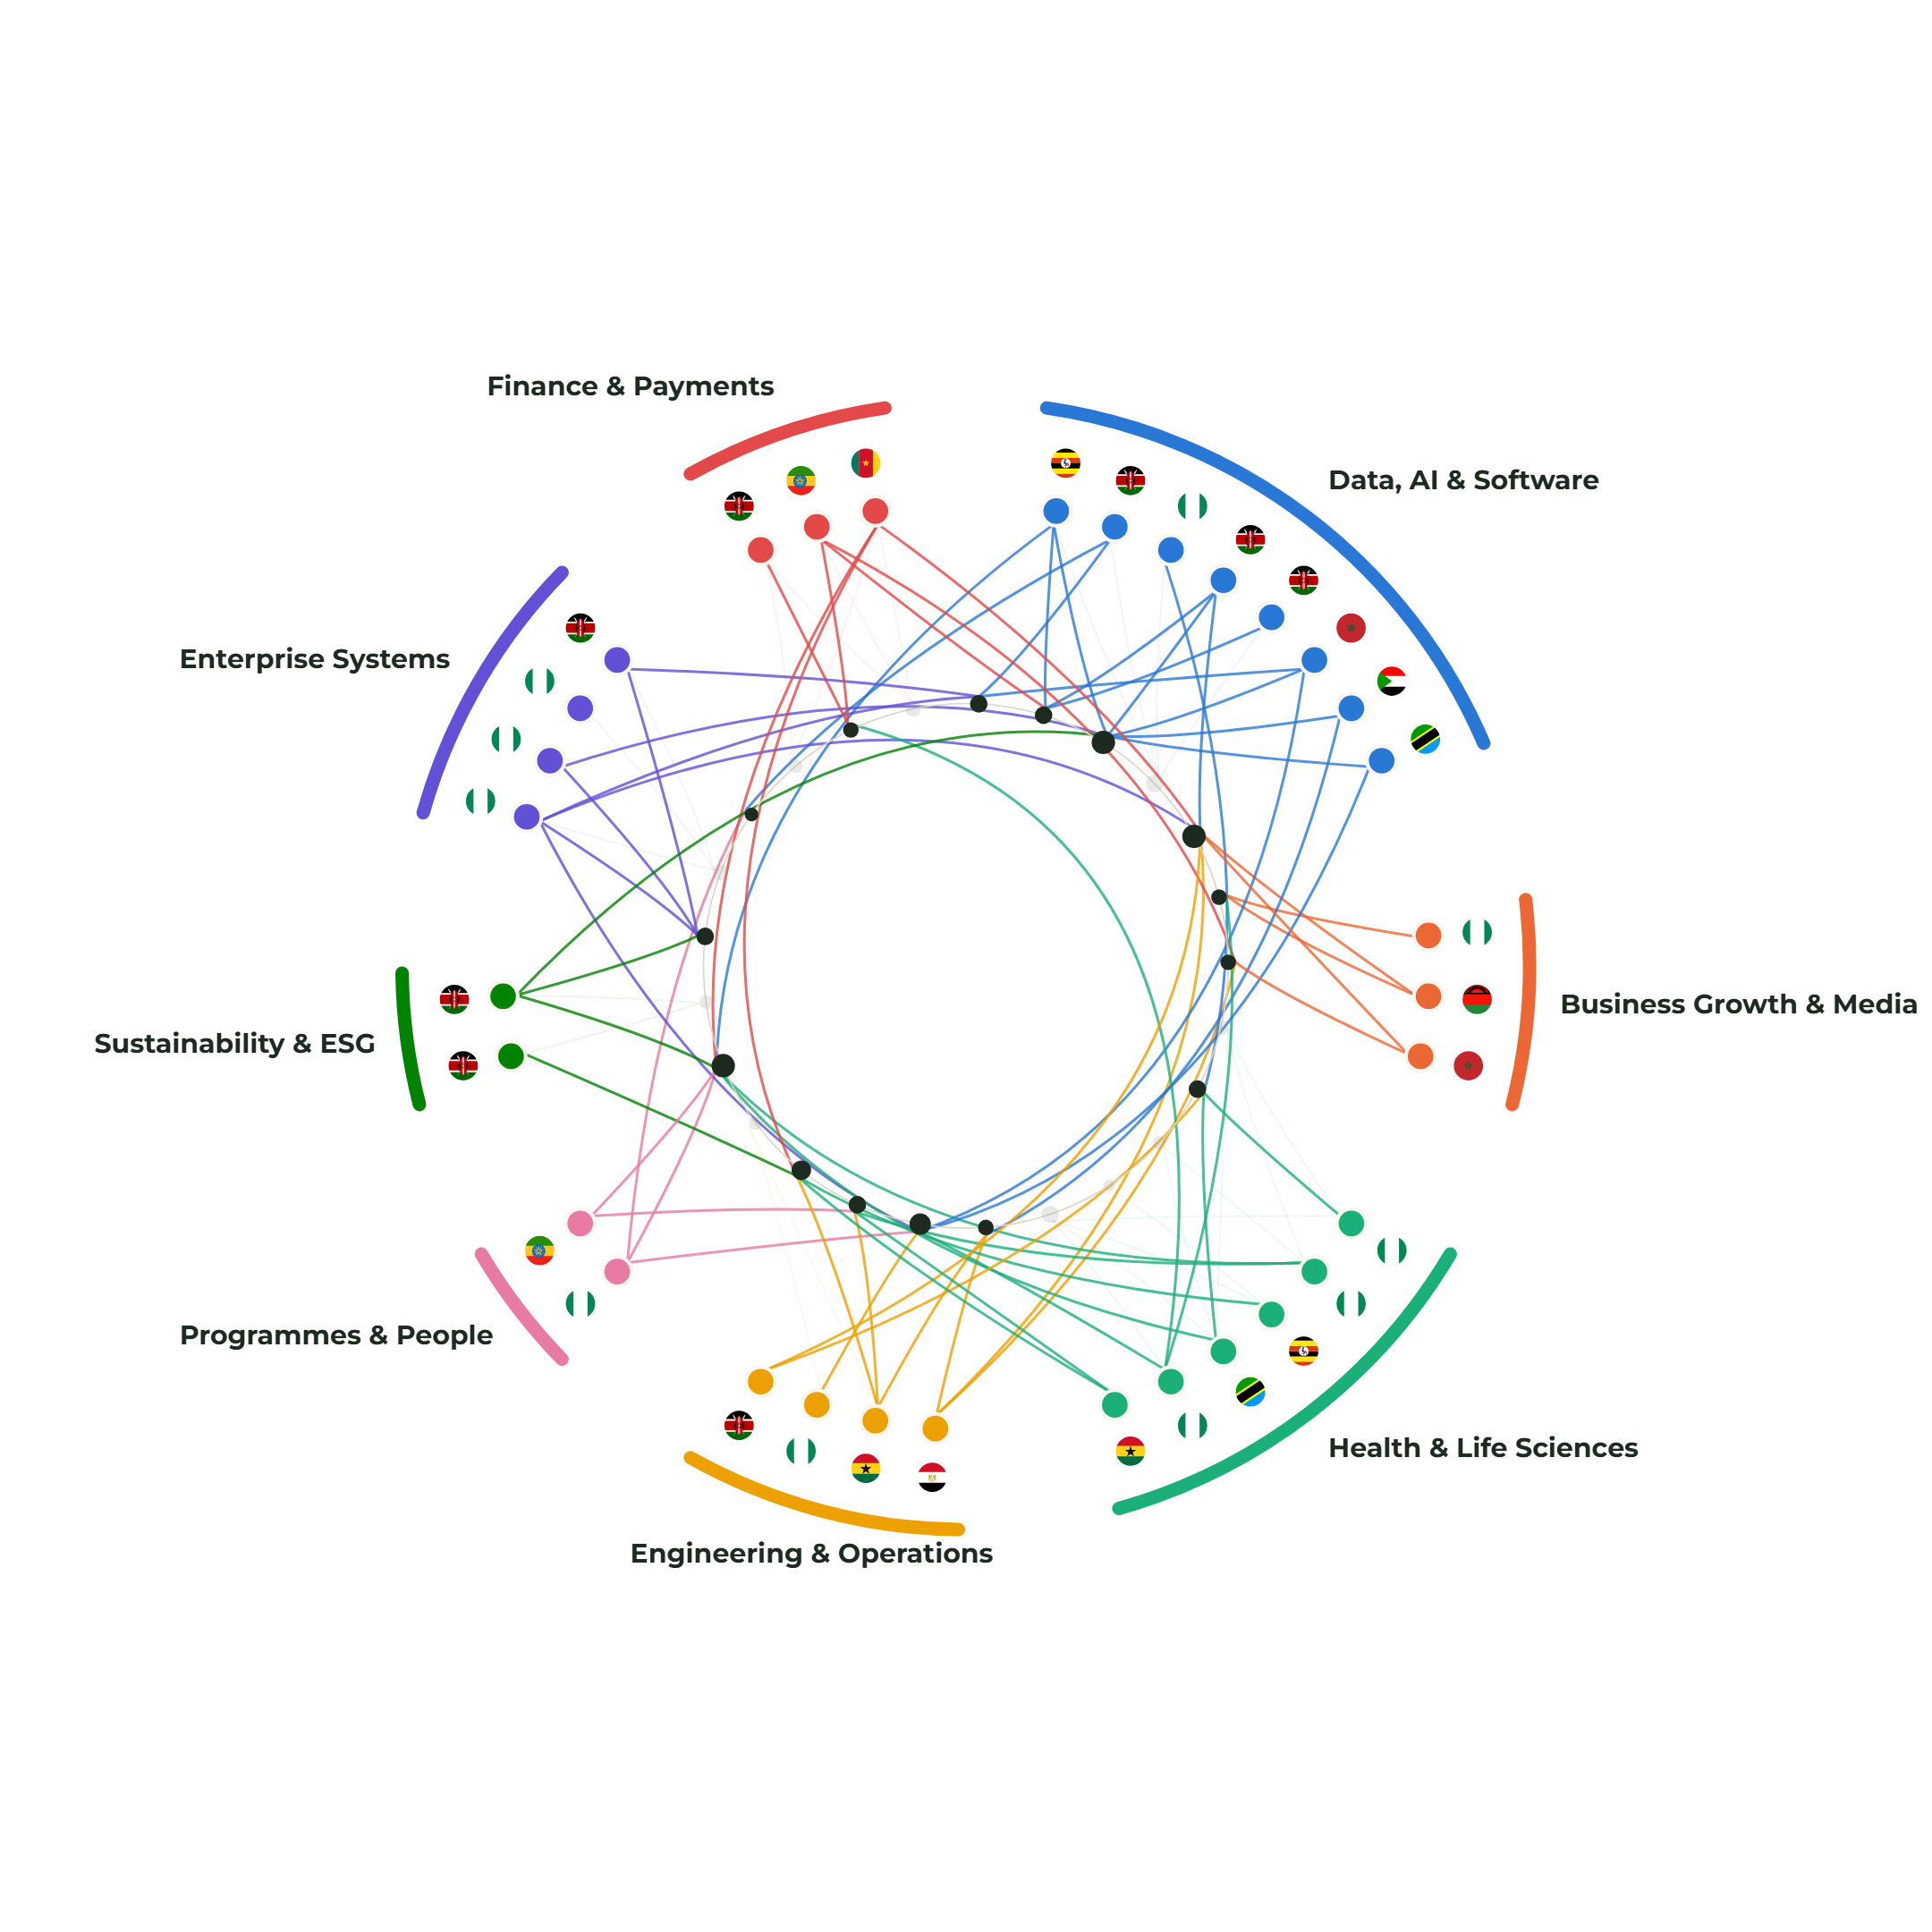 Finance & Payments
Data, AI & Software
Enterprise Systems
Business Growth & Media
Sustainability & ESG
Programmes & People
Health & Life Sciences
Engineering & Operations